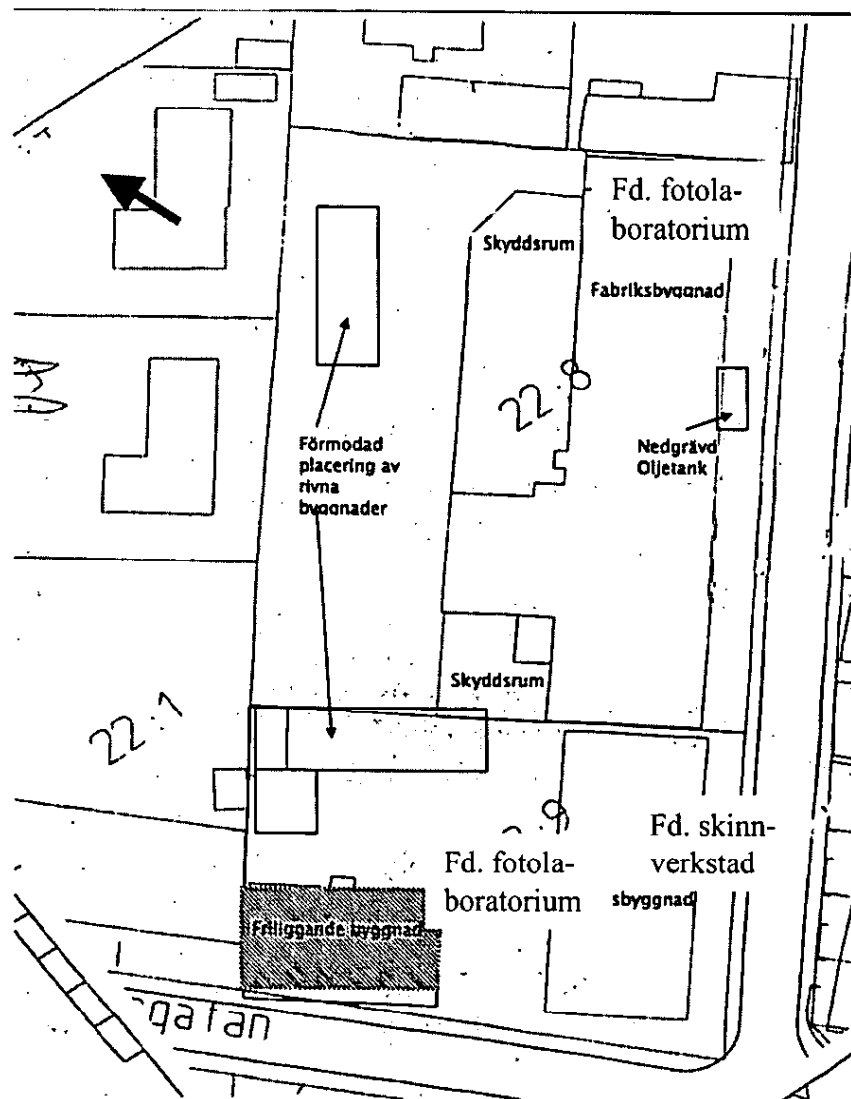 Fd. fotola-
boratorium
Skyddsrum
Fabriksbyggnad
22:8
Förmodad
placering av
rivna
byggnader
Nedgrävd
Oljetank
Skyddsrum
22:1
:9
Fd. skinn-
verkstad
Fd. fotola-
boratorium
sbyggnad
Friliggande byggnad
gatan